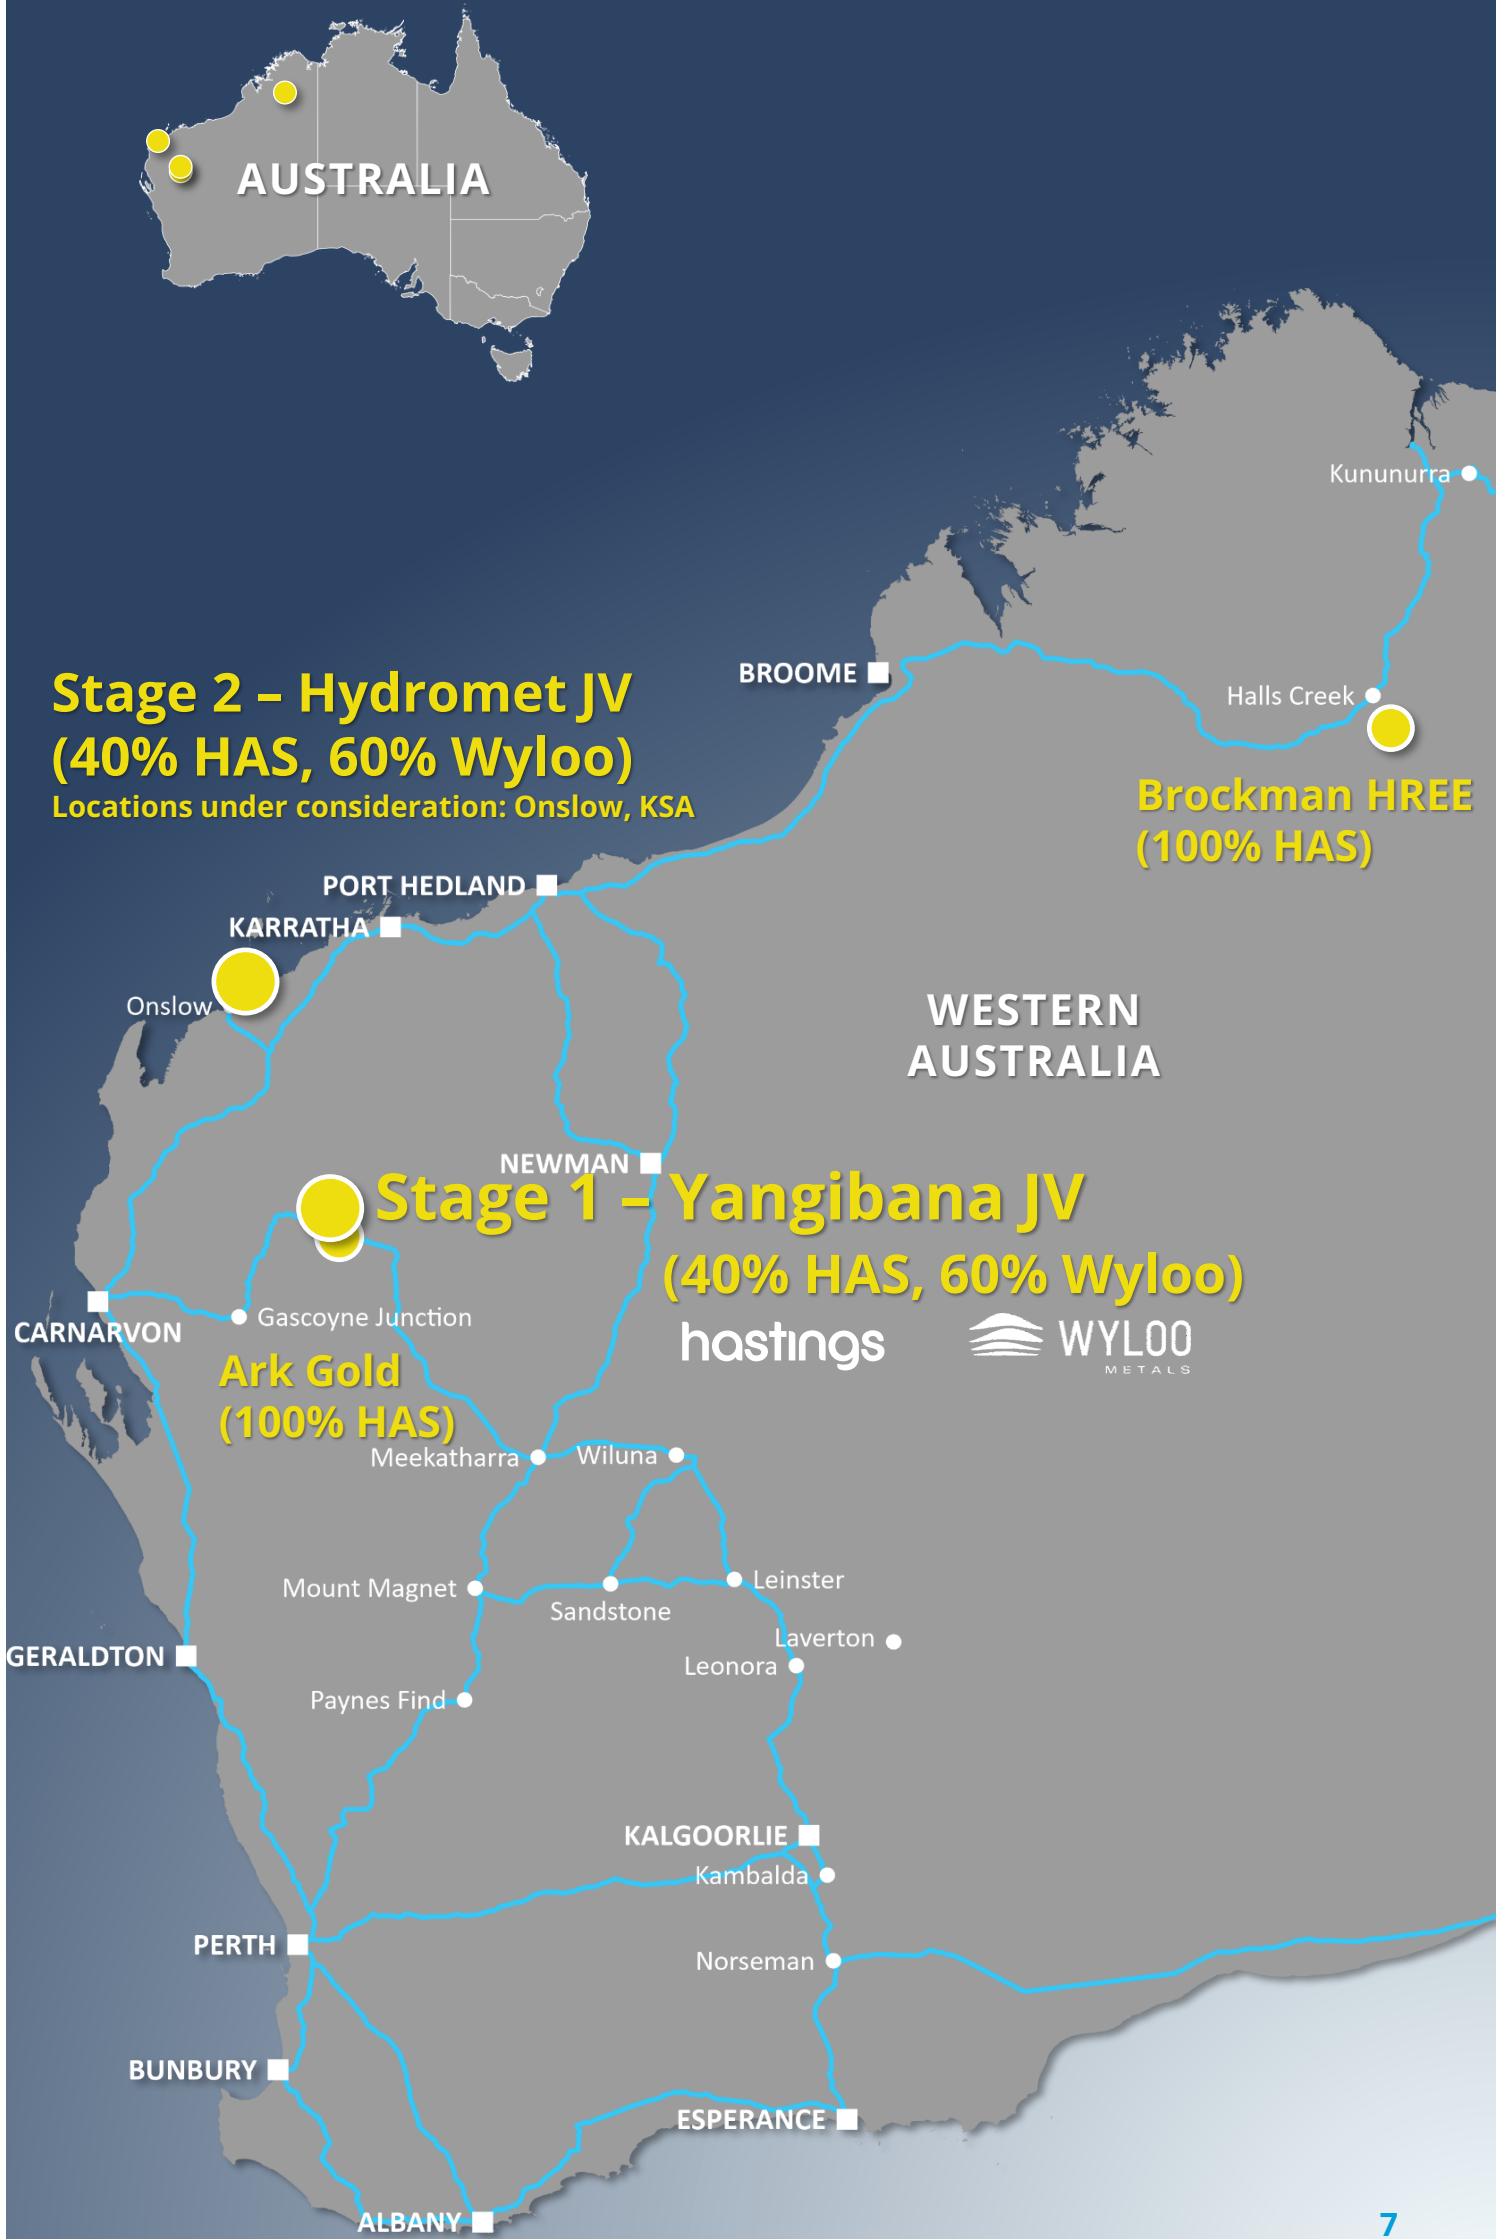 AUSTRALIA
Kununurra
Stage 2 – Hydromet JV
(40% HAS, 60% Wyloo)
Locations under consideration: Onslow, KSA
BROOME
Halls Creek
Brockman HREE
(100% HAS)
PORT HEDLAND
KARRATHA
Onslow
WESTERN
AUSTRALIA
NEWMAN
Stage 1 – Yangibana JV
(40% HAS, 60% Wyloo)
hastings
WYLOO
METALS
CARNARVON
Gascoyne Junction
Ark Gold
(100% HAS)
Meekatharra
Wiluna
Mount Magnet
Sandstone
Leinster
Laverton
Leonora
GERALDTON
Paynes Find
KALGOORLIE
Kambalda
PERTH
Norseman
BUNBURY
ESPERANCE
ALBANY
7